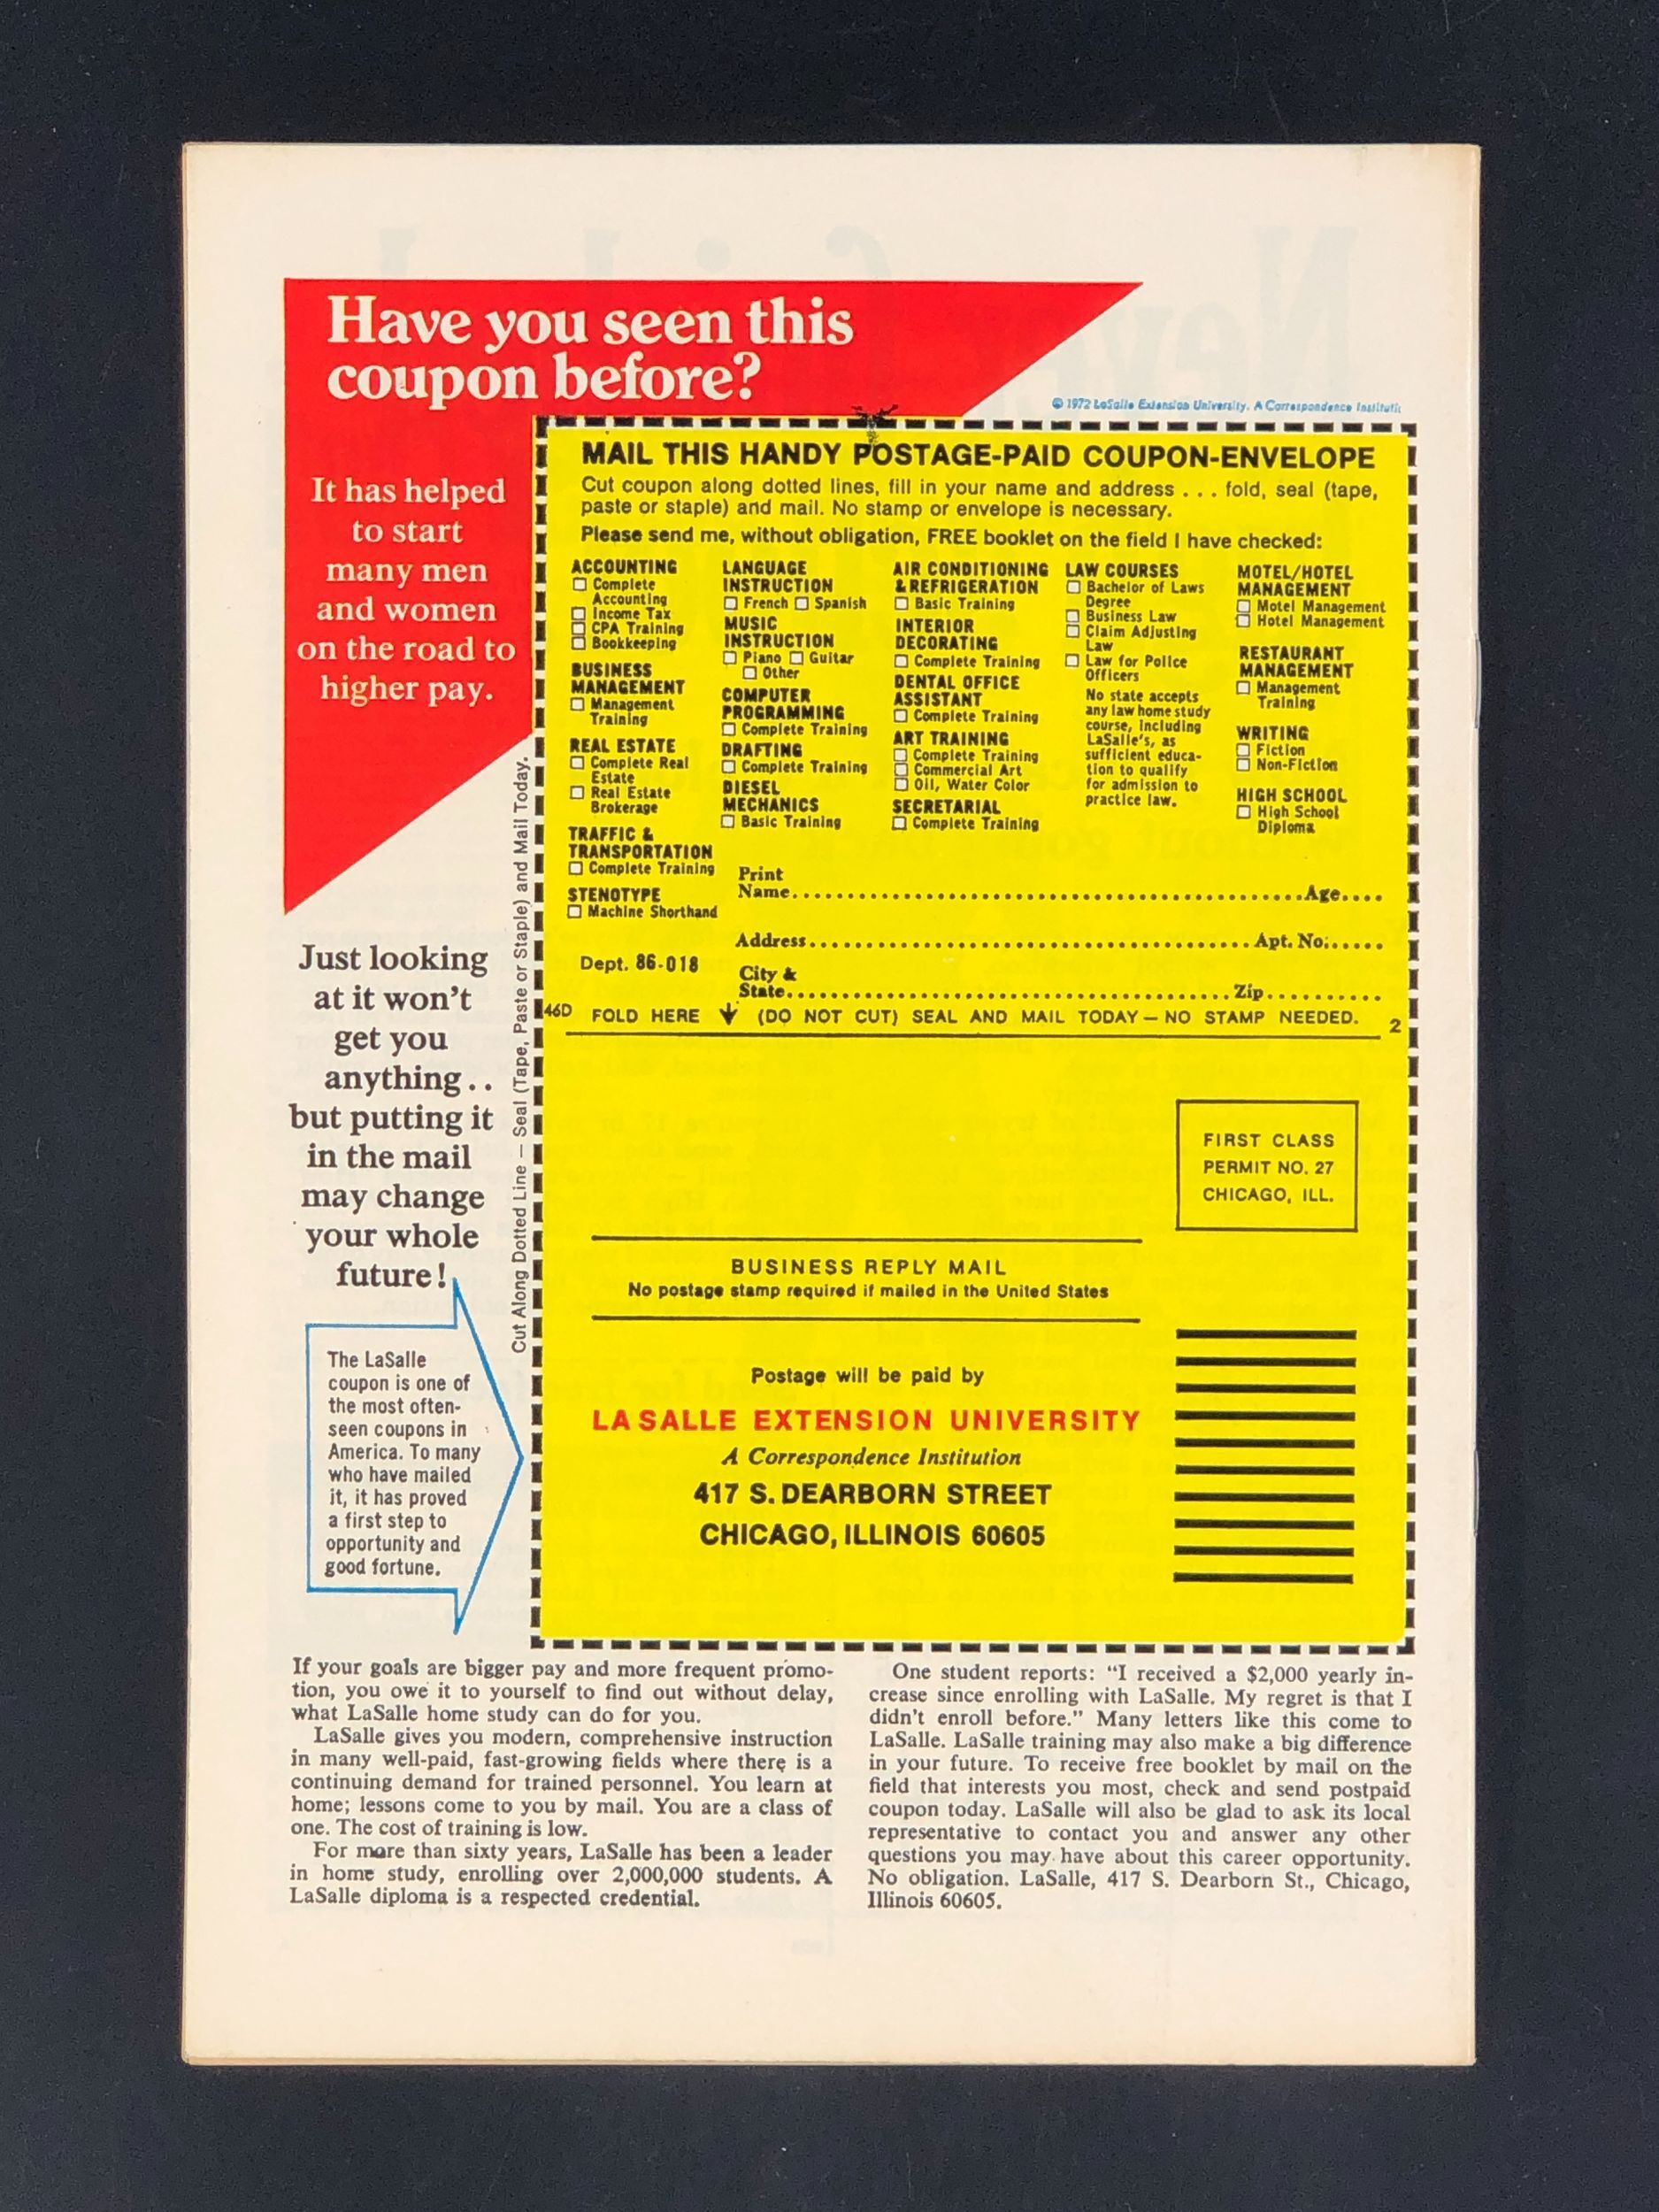 Have you seen this
coupon before?
© 1972 LaSalle Extension University. A Correspondence
It has helped
to start
many men
and women
on the road to
higher pay.
MAIL THIS HANDY POSTAGE-PAID COUPON-ENVELOPE
Cut coupon along dotted lines, fill in your name and address . . . fold, seal (tape,
paste or staple) and mail. No stamp or envelope is necessary.
Please send me, without obligation, FREE booklet on the field I have checked:
ACCOUNTING
Complete
Accounting
Income Tax
CPA Training
Bookkeeping
BUSINESS
MANAGEMENT
Management
Training
REAL ESTATE
Complete Real
Estate
Real Estate
Brokerage
TRAFFIC &
TRANSPORTATION
Complete Training
STENOTYPE
Machine Shorthand
LANGUAGE
INSTRUCTION
French Spanish
MUSIC
INSTRUCTION
Piano Guitar
Other
COMPUTER
PROGRAMMING
Complete Training
DRAFTING
Complete Training
DIESEL
MECHANICS
Basic Training
AIR CONDITIONING
& REFRIGERATION
Basic Training
INTERIOR
DECORATING
Complete Training
DENTAL OFFICE
ASSISTANT
Complete Training
ART TRAINING
Complete Training
Commercial Art
Oil, Water Color
SECRETARIAL
Complete Training
LAW COURSES
Bachelor of Laws
Degree
Business Law
Claim Adjusting
Law
Law for Police
Officers
No state accepts
any law home study
course, including
LaSalle's, as
sufficient educa-
tion to qualify
for admission to
practice law.
MOTEL/HOTEL
MANAGEMENT
Motel Management
Hotel Management
RESTAURANT
MANAGEMENT
Management
Training
WRITING
Fiction
Non-Fiction
HIGH SCHOOL
High School
Diploma
Print
Name.......... Age....
Address.......... Apt. No.:.....
Dept. 86-018
City &
State.......... Zip..........
46D FOLD HERE (DO NOT CUT) SEAL AND MAIL TODAY — NO STAMP NEEDED. 2
Cut Along Dotted Line — Seal (Tape, Paste or Staple) and Mail Today.
Just looking
at it won't
get you
anything..
but putting it
in the mail
may change
your whole
future!
The LaSalle
coupon is one of
the most often-
seen coupons in
America. To many
who have mailed
it, it has proved
a first step to
opportunity and
good fortune.
FIRST CLASS
PERMIT NO. 27
CHICAGO, ILL.
BUSINESS REPLY MAIL
No postage stamp required if mailed in the United States
Postage will be paid by
LA SALLE EXTENSION UNIVERSITY
A Correspondence Institution
417 S. DEARBORN STREET
CHICAGO, ILLINOIS 60605
If your goals are bigger pay and more frequent promo-
tion, you owe it to yourself to find out without delay,
what LaSalle home study can do for you.
LaSalle gives you modern, comprehensive instruction
in many well-paid, fast-growing fields where there is a
continuing demand for trained personnel. You learn at
home; lessons come to you by mail. You are a class of
one. The cost of training is low.
For more than sixty years, LaSalle has been a leader
in home study, enrolling over 2,000,000 students. A
LaSalle diploma is a respected credential.
One student reports: "I received a $2,000 yearly in-
crease since enrolling with LaSalle. My regret is that I
didn't enroll before." Many letters like this come to
LaSalle. LaSalle training may also make a big difference
in your future. To receive free booklet by mail on the
field that interests you most, check and send postpaid
coupon today. LaSalle will also be glad to ask its local
representative to contact you and answer any other
questions you may have about this career opportunity.
No obligation. LaSalle, 417 S. Dearborn St., Chicago,
Illinois 60605.